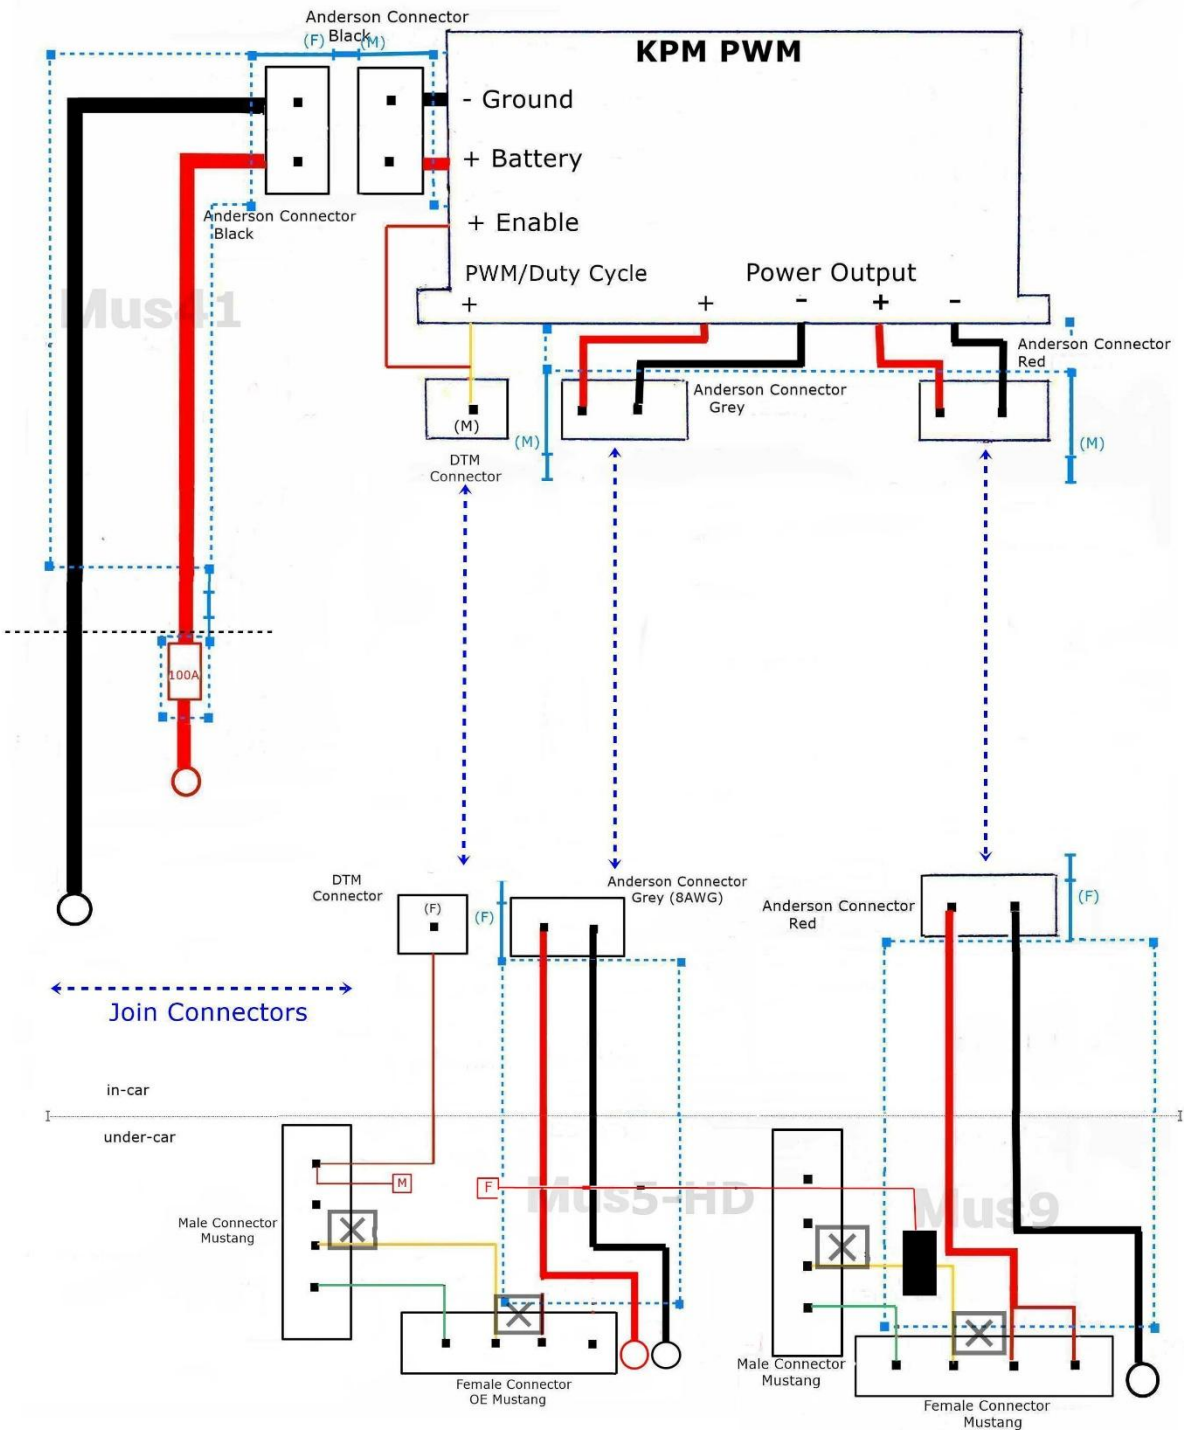 Anderson Connector
Black
(F)
(M)
KPM PWM
- Ground
+ Battery
Anderson Connector
Black
+ Enable
PWM/Duty Cycle
Power Output
+
+
-
+
-
Mus41
Anderson Connector
Red
Anderson Connector
Grey
(M)
(M)
(M)
DTM
Connector
100A
DTM
Connector
(F)
(F)
Anderson Connector
Grey (8AWG)
Anderson Connector
Red
(F)
Join Connectors
in-car
under-car
M
F
Mus5-HD
Mus9
Male Connector
Mustang
Male Connector
Mustang
Female Connector
OE Mustang
Female Connector
Mustang